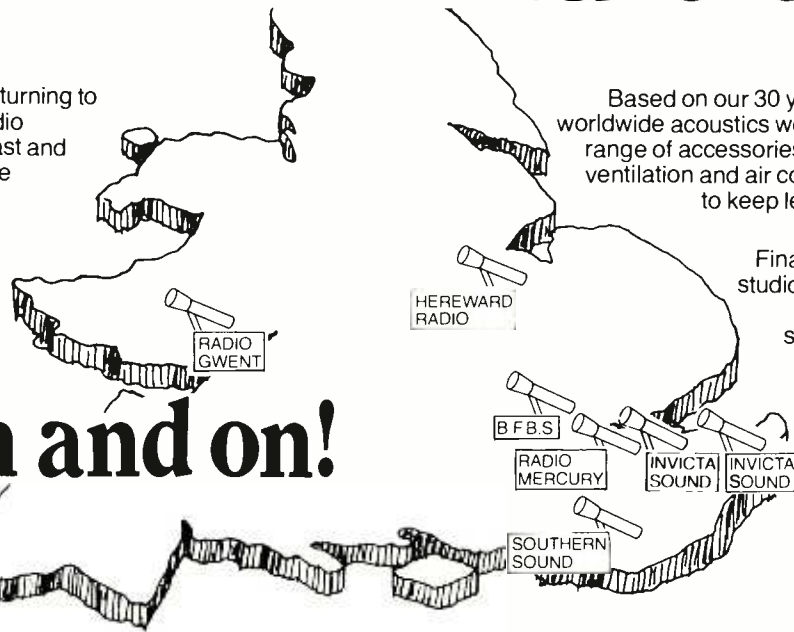 turning to
dio
ast and
e
Based on our 30 y
worldwide acoustics we
range of accessories
ventilation and air co
to keep le
Fina
studio
s
HEREWARD
RADIO
RADIO
GWENT
B.F.B.S
RADIO
MERCURY
INVICTA
SOUND
INVICTA
SOUND
SOUTHERN
SOUND
n and on!